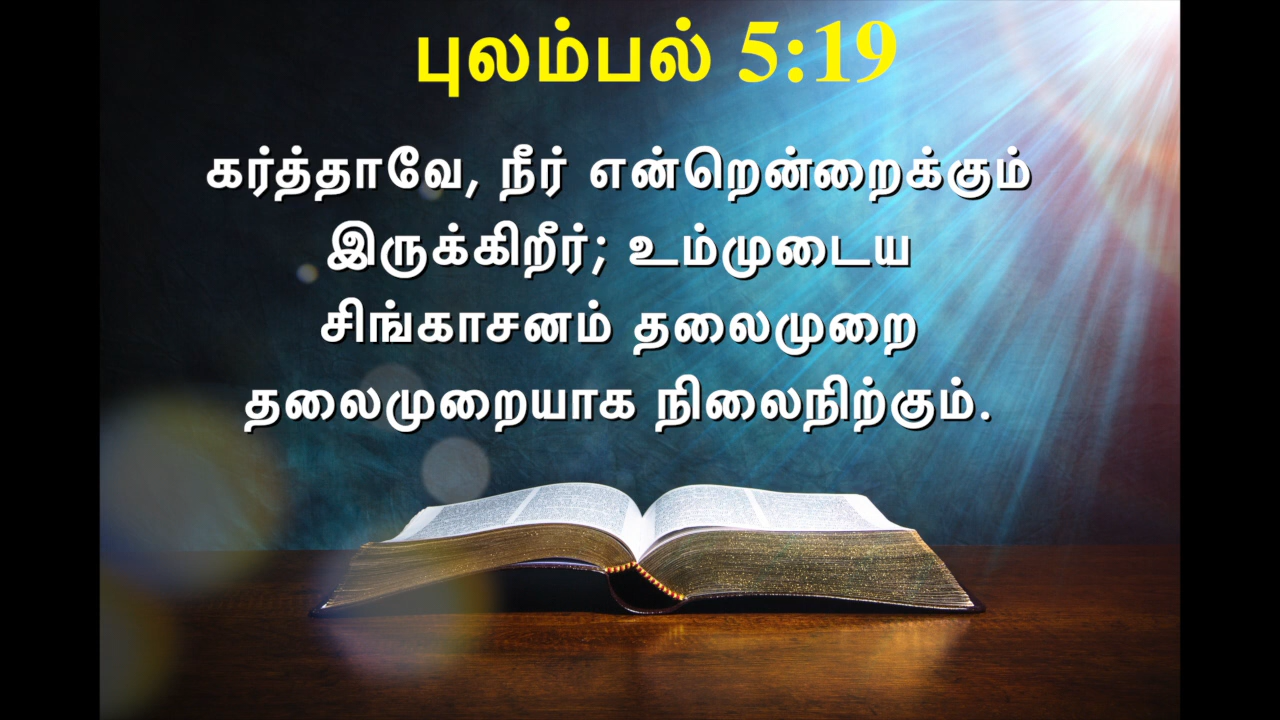 புலம்பல் 5:19
கர்த்தாவே, நீர் என்றென்றைக்கும்
இருக்கிறீர்; உம்முடைய
சிங்காசனம் தலைமுறை
தலைமுறையாக நிலைநிற்கும்.